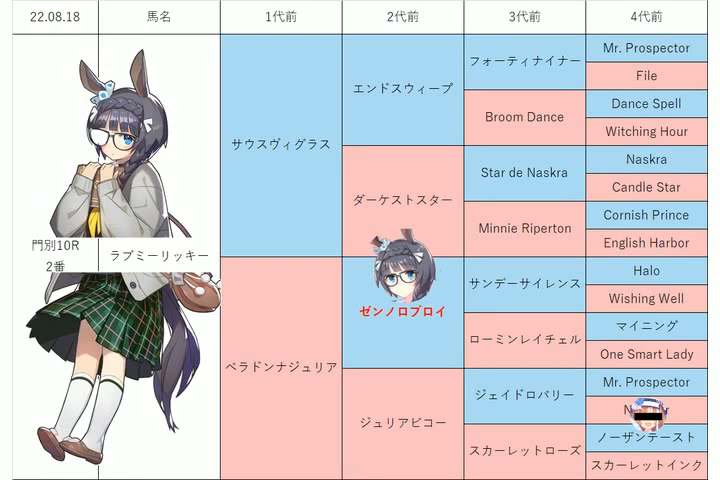 22.08.18 馬名 1代前 2代前 3代前 4代前
門別10R
2番
ラブミーリッキー
サウスヴィグラス
ベラドンナジュリア
エンドスウィープ
ダーケストスター
ゼンノロブロイ
ジュリアビコー
フォーティナイナー
Broom Dance
Star de Naskra
Minnie Riperton
サンデーサイレンス
ローミンレイチェル
ジェイドロバリー
スカーレットローズ
Mr. Prospector
File
Dance Spell
Witching Hour
Naskra
Candle Star
Cornish Prince
English Harbor
Halo
Wishing Well
マイニング
One Smart Lady
Mr. Prospector
ノーザンテースト
スカーレットインク